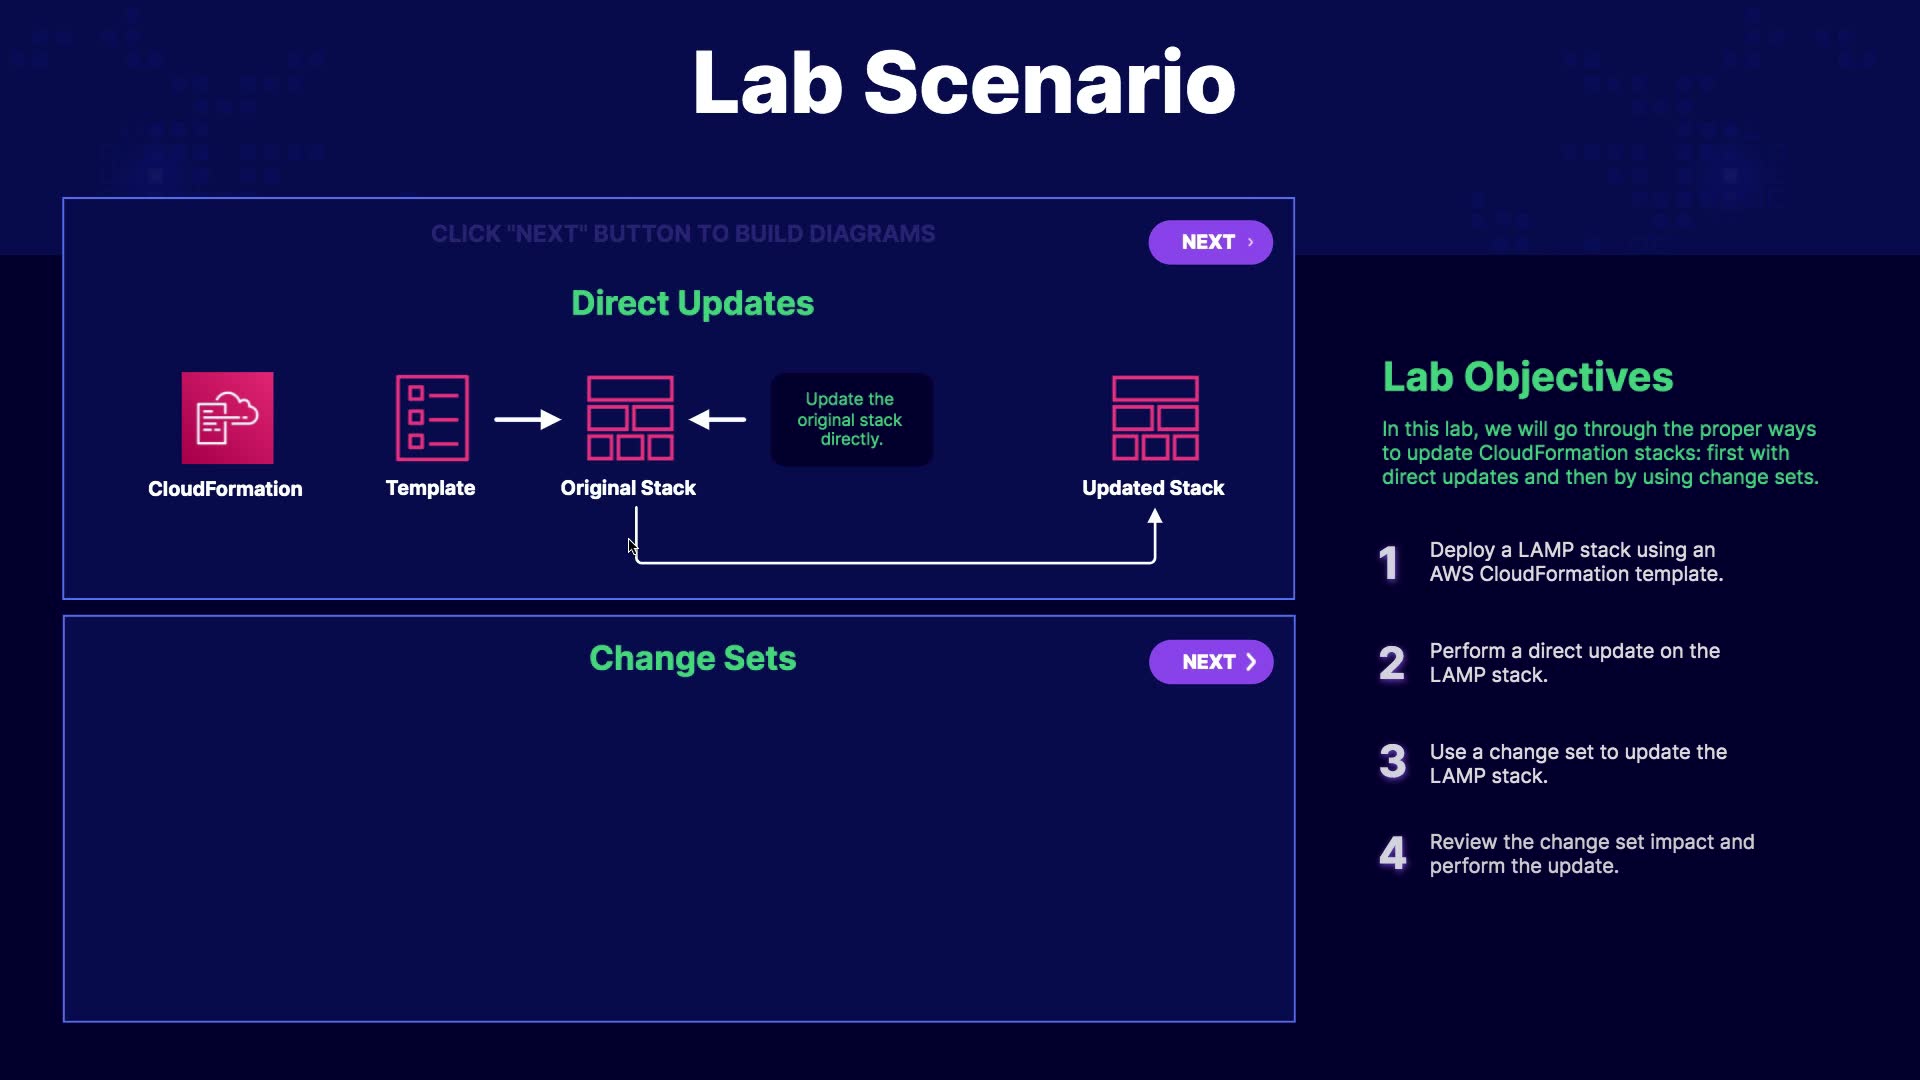 Lab Scenario
CLICK "NEXT" BUTTON TO BUILD DIAGRAMS
NEXT
Direct Updates
Update the
original stack
directly.
CloudFormation
Template
Original Stack
Updated Stack
Change Sets
NEXT
Lab Objectives
In this lab, we will go through the proper ways
to update CloudFormation stacks: first with
direct updates and then by using change sets.
1
Deploy a LAMP stack using an
AWS CloudFormation template.
2
Perform a direct update on the
LAMP stack.
3
Use a change set to update the
LAMP stack.
4
Review the change set impact and
perform the update.